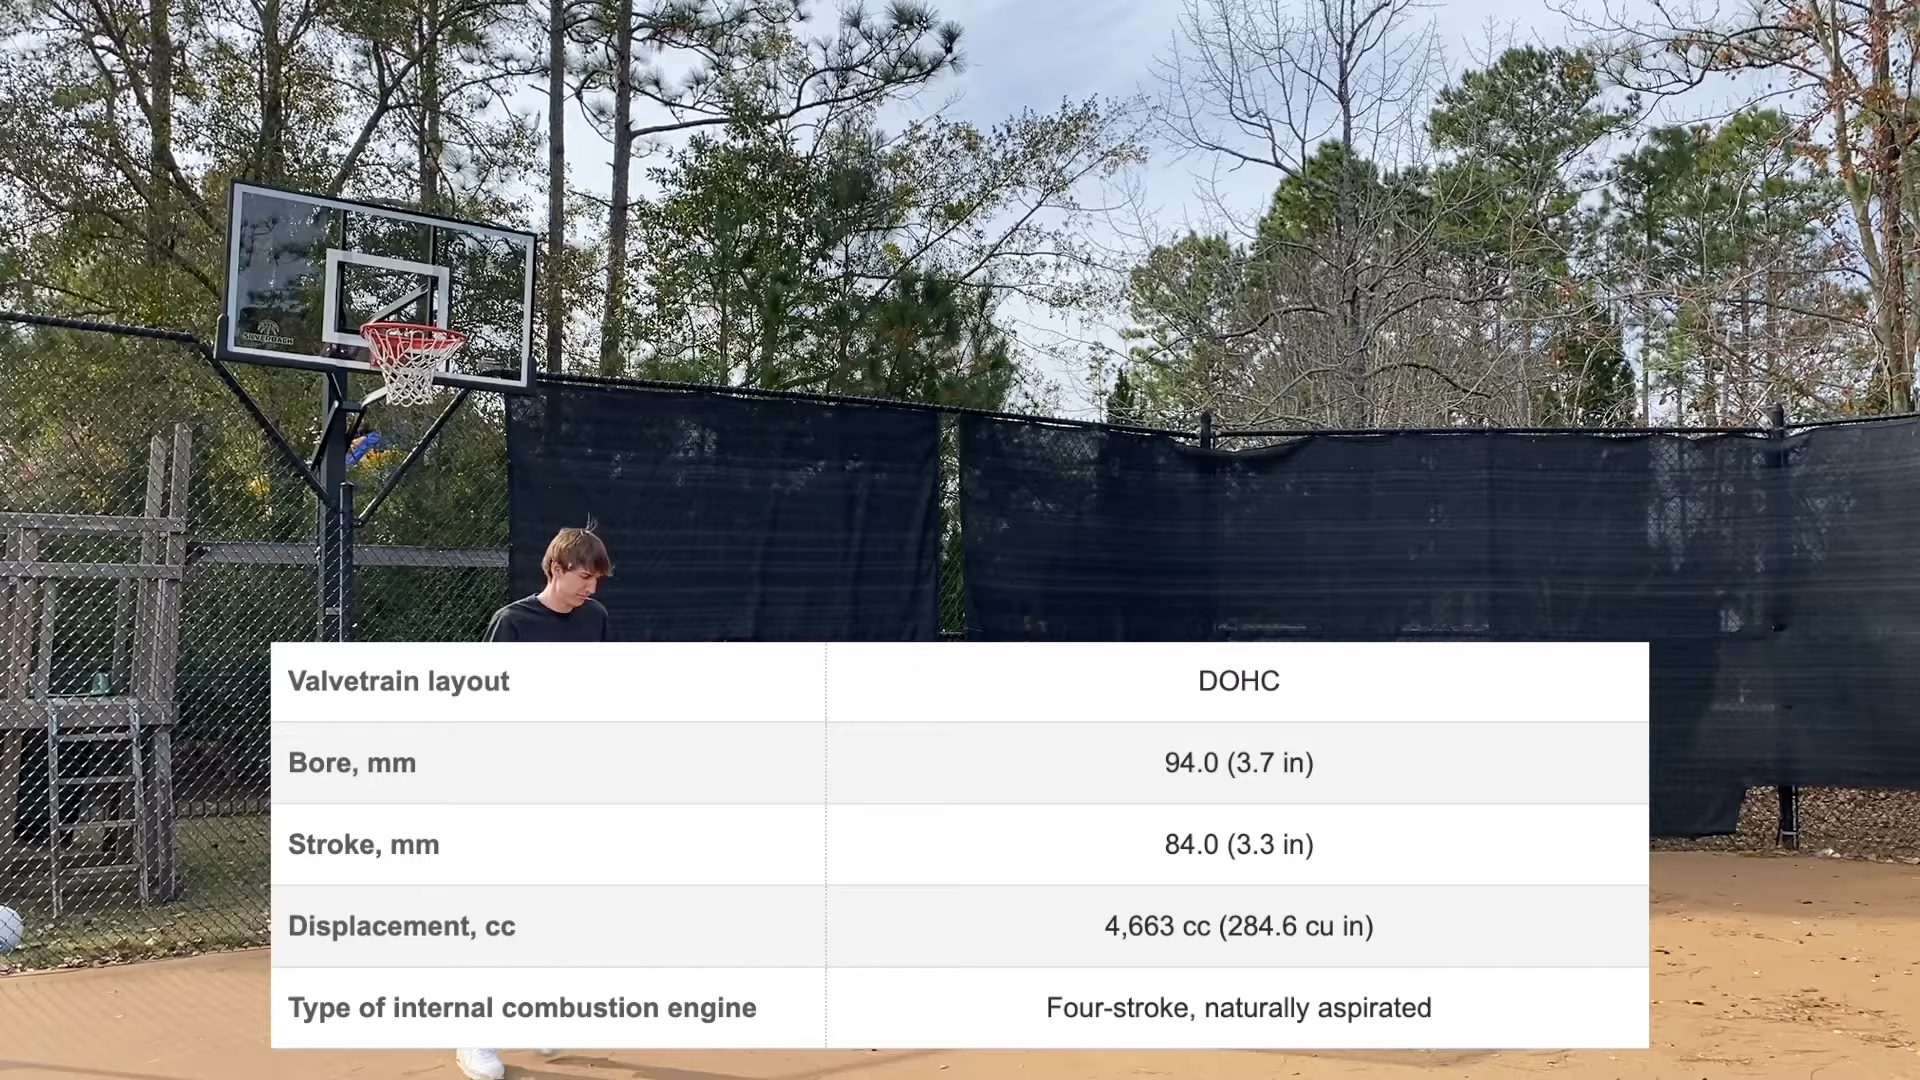 SILVERBACK
Valvetrain layout DOHC
Bore, mm 94.0 (3.7 in)
Stroke, mm 84.0 (3.3 in)
Displacement, cc 4,663 cc (284.6 cu in)
Type of internal combustion engine Four-stroke, naturally aspirated